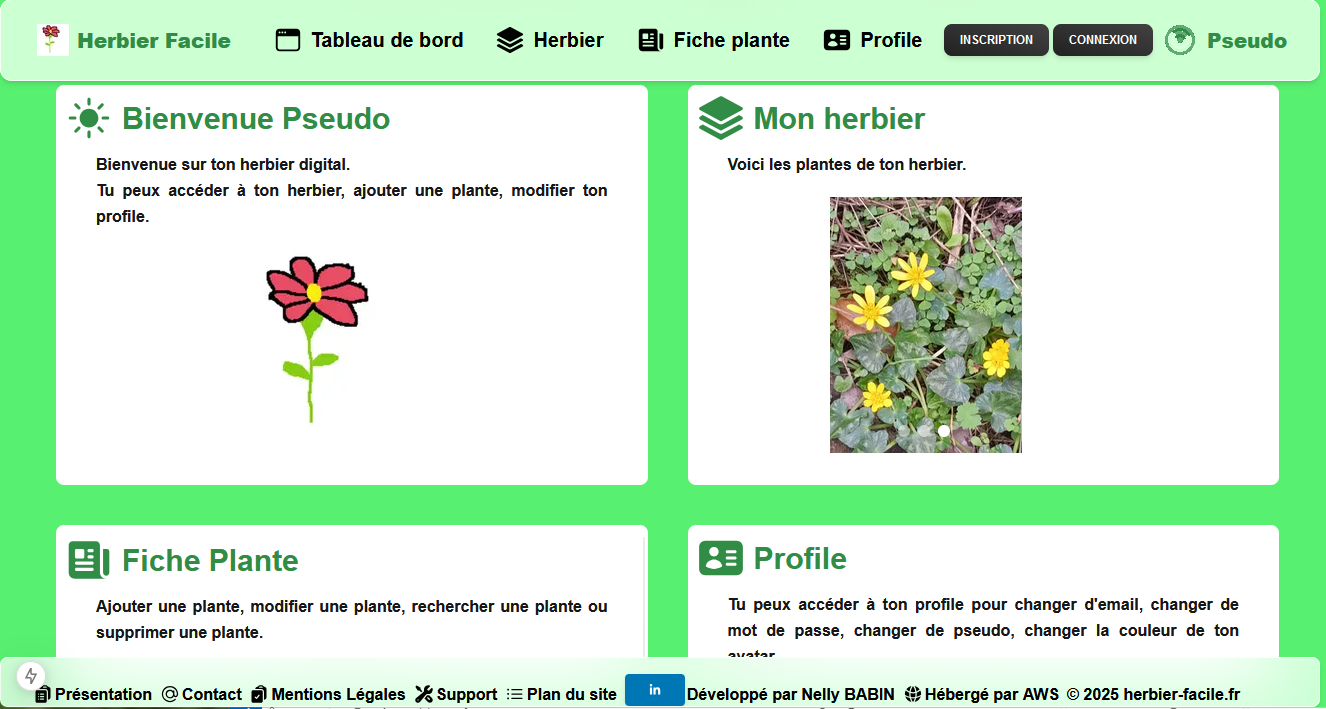 Herbier Facile Tableau de bord Herbier Fiche plante Profile INSCRIPTION CONNEXION Pseudo
Bienvenue Pseudo
Bienvenue sur ton herbier digital.
Tu peux accéder à ton herbier, ajouter une plante, modifier ton
profile.
Mon herbier
Voici les plantes de ton herbier.
Fiche Plante
Ajouter une plante, modifier une plante, rechercher une plante ou
supprimer une plante.
Profile
Tu peux accéder à ton profile pour changer d'email, changer de
mot de passe, changer de pseudo, changer la couleur de ton
avatar
Présentation Contact Mentions Légales Support Plan du site in Développé par Nelly BABIN Hébergé par AWS © 2025 herbier-facile.fr